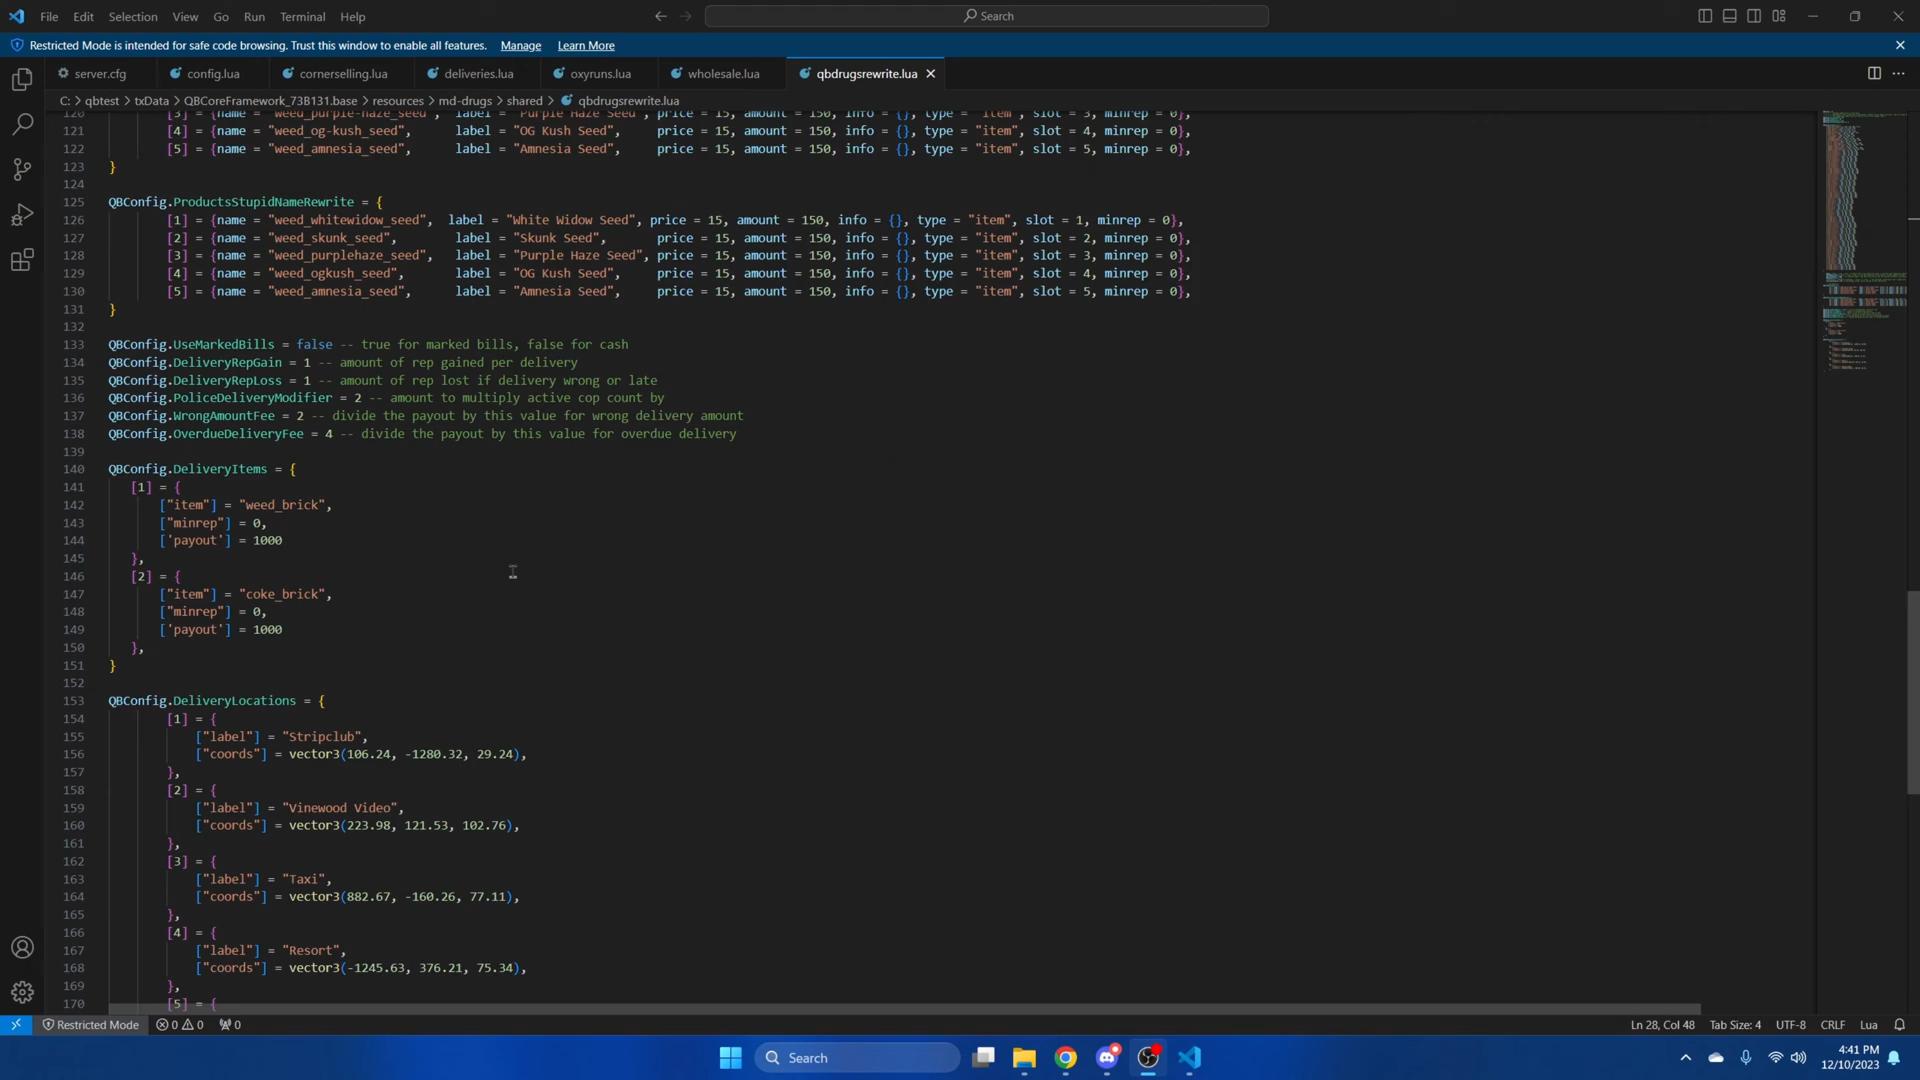 File Edit Selection View Go Run Terminal Help Search
Restricted Mode is intended for safe code browsing. Trust this window to enable all features. Manage Learn More
server.cfg config.lua cornerselling.lua deliveries.lua oxyruns.lua wholesale.lua qbdrugsrewrite.lua
C: > qbtest > txData > QBCoreFramework_73B131.base > resources > md-drugs > shared > qbdrugsrewrite.lua
120 [3] = {name = "weed_purple-haze_seed", label = "Purple Haze Seed", price = 15, amount = 150, info = {}, type = "item", slot = 3, minrep = 0},
121 [4] = {name = "weed_og-kush_seed", label = "OG Kush Seed", price = 15, amount = 150, info = {}, type = "item", slot = 4, minrep = 0},
122 [5] = {name = "weed_amnesia_seed", label = "Amnesia Seed", price = 15, amount = 150, info = {}, type = "item", slot = 5, minrep = 0},
123 }
124
125 QBConfig.ProductsStupidNameRewrite = {
126 [1] = {name = "weed_whitewidow_seed", label = "White Widow Seed", price = 15, amount = 150, info = {}, type = "item", slot = 1, minrep = 0},
127 [2] = {name = "weed_skunk_seed", label = "Skunk Seed", price = 15, amount = 150, info = {}, type = "item", slot = 2, minrep = 0},
128 [3] = {name = "weed_purplehaze_seed", label = "Purple Haze Seed", price = 15, amount = 150, info = {}, type = "item", slot = 3, minrep = 0},
129 [4] = {name = "weed_ogkush_seed", label = "OG Kush Seed", price = 15, amount = 150, info = {}, type = "item", slot = 4, minrep = 0},
130 [5] = {name = "weed_amnesia_seed", label = "Amnesia Seed", price = 15, amount = 150, info = {}, type = "item", slot = 5, minrep = 0},
131 }
132
133 QBConfig.UseMarkedBills = false -- true for marked bills, false for cash
134 QBConfig.DeliveryRepGain = 1 -- amount of rep gained per delivery
135 QBConfig.DeliveryRepLoss = 1 -- amount of rep lost if delivery wrong or late
136 QBConfig.PoliceDeliveryModifier = 2 -- amount to multiply active cop count by
137 QBConfig.WrongAmountFee = 2 -- divide the payout by this value for wrong delivery amount
138 QBConfig.OverdueDeliveryFee = 4 -- divide the payout by this value for overdue delivery
139
140 QBConfig.DeliveryItems = {
141 [1] = {
142 ["item"] = "weed_brick",
143 ["minrep"] = 0,
144 ['payout'] = 1000
145 },
146 [2] = {
147 ["item"] = "coke_brick",
148 ["minrep"] = 0,
149 ['payout'] = 1000
150 },
151 }
152
153 QBConfig.DeliveryLocations = {
154 [1] = {
155 ["label"] = "Stripclub",
156 ["coords"] = vector3(106.24, -1280.32, 29.24),
157 },
158 [2] = {
159 ["label"] = "Vinewood Video",
160 ["coords"] = vector3(223.98, 121.53, 102.76),
161 },
162 [3] = {
163 ["label"] = "Taxi",
164 ["coords"] = vector3(882.67, -160.26, 77.11),
165 },
166 [4] = {
167 ["label"] = "Resort",
168 ["coords"] = vector3(-1245.63, 376.21, 75.34),
169 },
170 [5] = {
Restricted Mode 0 0 0 Ln 28, Col 48 Tab Size: 4 UTF-8 CRLF Lua
Search 4:41 PM
12/10/2023